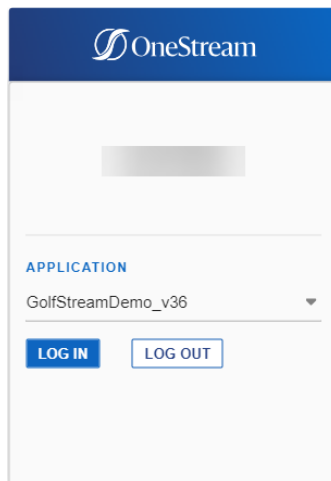 OneStream
APPLICATION
GolfStreamDemo_v36
LOG IN
LOG OUT